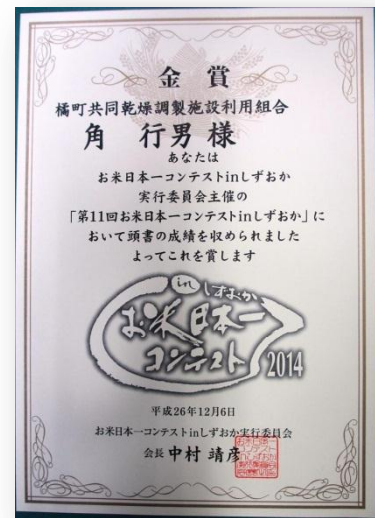 金賞
橘町共同乾燥調製施設利用組合
角 行男 様
あなたは
お米日本一コンテストinしずおか
実行委員会主催の
「第11回お米日本一コンテストinしずおか」に
おいて頭書の成績を収められました
よってこれを賞します
inしずおか
お米日本一
コンテスト 2014
平成26年12月6日
お米日本一コンテストinしずおか実行委員会
会長 中村 靖彦